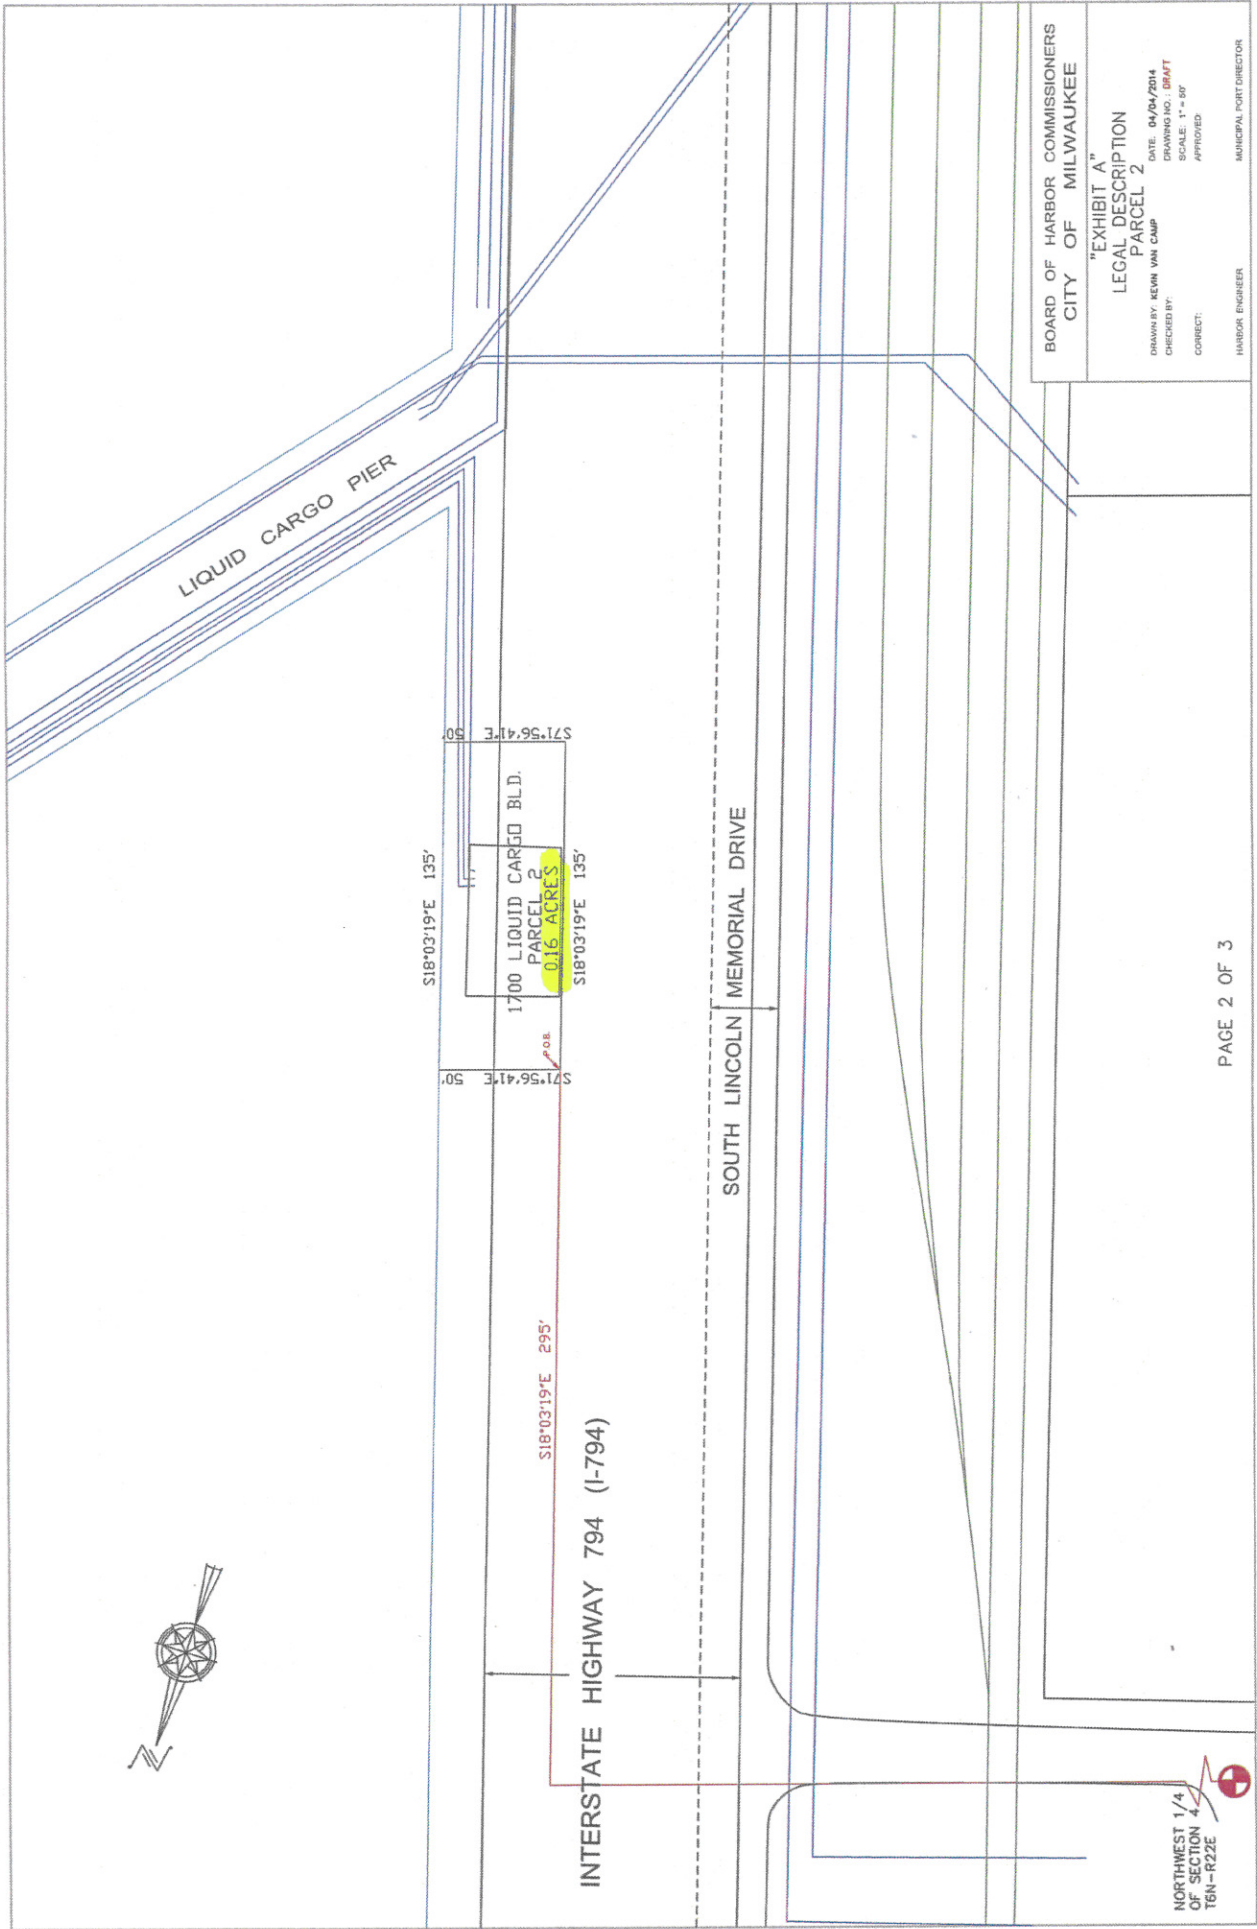 LIQUID CARGO PIER
S18°03'19"E 135'
S71°56'41"E 50'
S71°56'41"E 50'
1700 LIQUID CARGO BLD.
PARCEL 2
0.16 ACRES
P.O.B.
S18°03'19"E 135'
S18°03'19"E 295'
INTERSTATE HIGHWAY 794 (I-794)
SOUTH LINCOLN MEMORIAL DRIVE
NORTHWEST 1/4
OF SECTION 4
T6N-R22E
PAGE 2 OF 3
BOARD OF HARBOR COMMISSIONERS
CITY OF MILWAUKEE
"EXHIBIT A"
LEGAL DESCRIPTION
PARCEL 2
DRAWN BY: KEVIN VAN CAMP DATE: 04/04/2014
CHECKED BY: DRAWING NO.: DRAFT
SCALE: 1" = 50'
CORRECT: APPROVED:
HARBOR ENGINEER MUNICIPAL PORT DIRECTOR
N